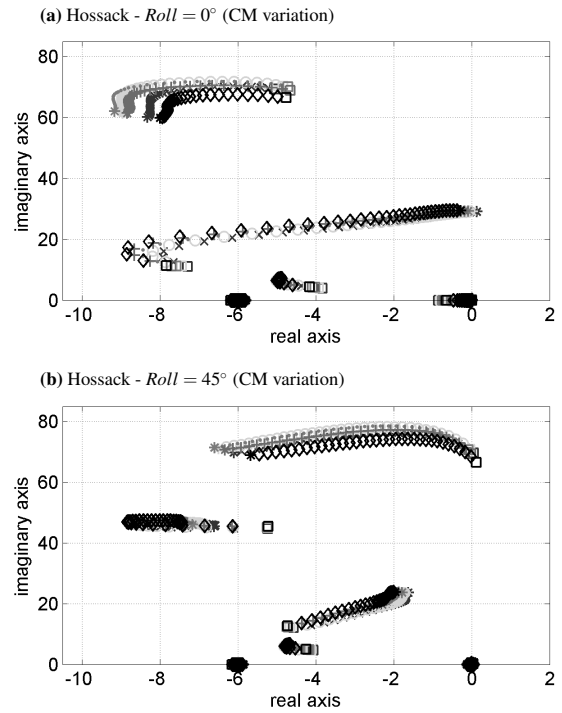 (a) Hossack - Roll = 0° (CM variation)
80
60
40
20
0
imaginary axis
-10 -8 -6 -4 -2 0 2
real axis
(b) Hossack - Roll = 45° (CM variation)
80
60
40
20
0
imaginary axis
-10 -8 -6 -4 -2 0 2
real axis